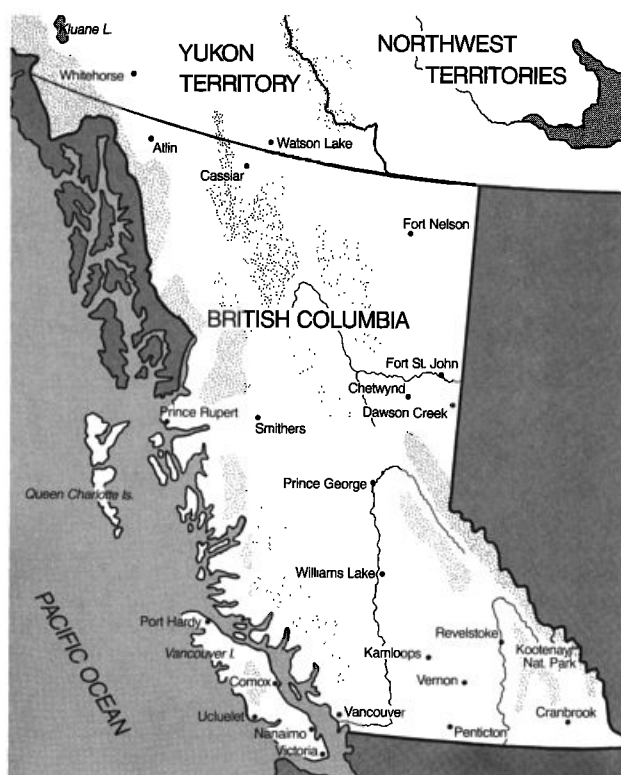 Kluane L.
YUKON
TERRITORY
NORTHWEST
TERRITORIES
Whitehorse
Atlin
Watson Lake
Cassiar
Fort Nelson
BRITISH COLUMBIA
Fort St. John
Chetwynd
Dawson Creek
Prince Rupert
Smithers
Queen Charlotte Is.
Prince George
Williams Lake
PACIFIC OCEAN
Port Hardy
Vancouver I.
Revelstoke
Kootenay
Nat. Park
Kamloops
Comox
Vernon
Ucluelet
Vancouver
Cranbrook
Nanaimo
Penticton
Victoria